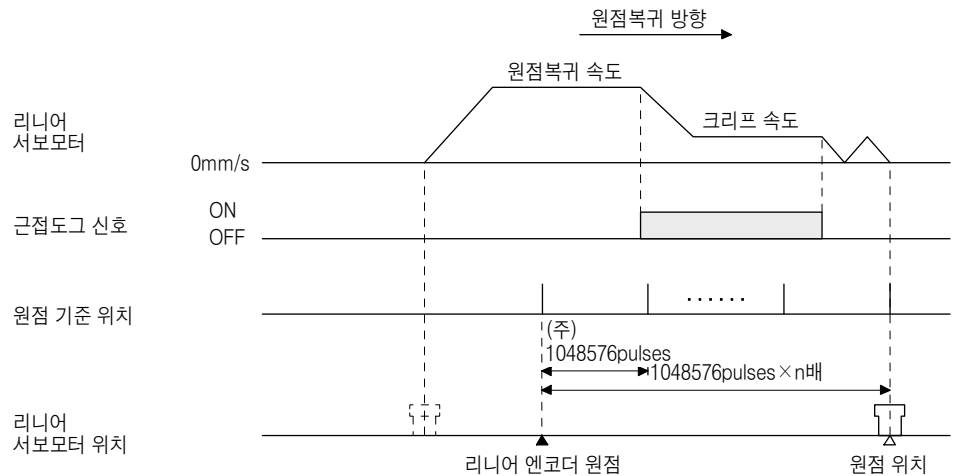 원점복귀 방향
원점복귀 속도
크리프 속도
리니어
서보모터
0mm/s
ON
근접도그 신호
OFF
······
원점 기준 위치
(주)
1048576pulses
1048576pulses×n배
리니어
서보모터 위치
리니어 엔코더 원점
원점 위치